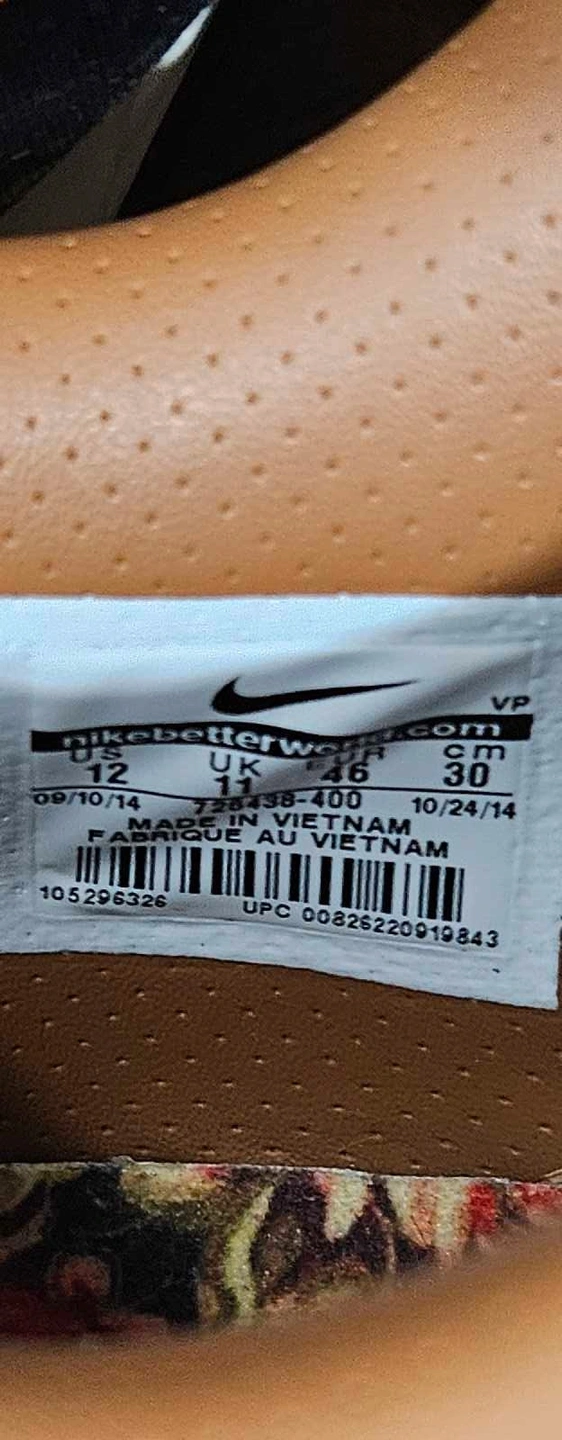 VP
nikebetterworld.com
US UK EUR cm
12 11 46 30
09/10/14 725438-400 10/24/14
MADE IN VIETNAM
FABRIQUE AU VIETNAM
105296326 UPC 00826220919843